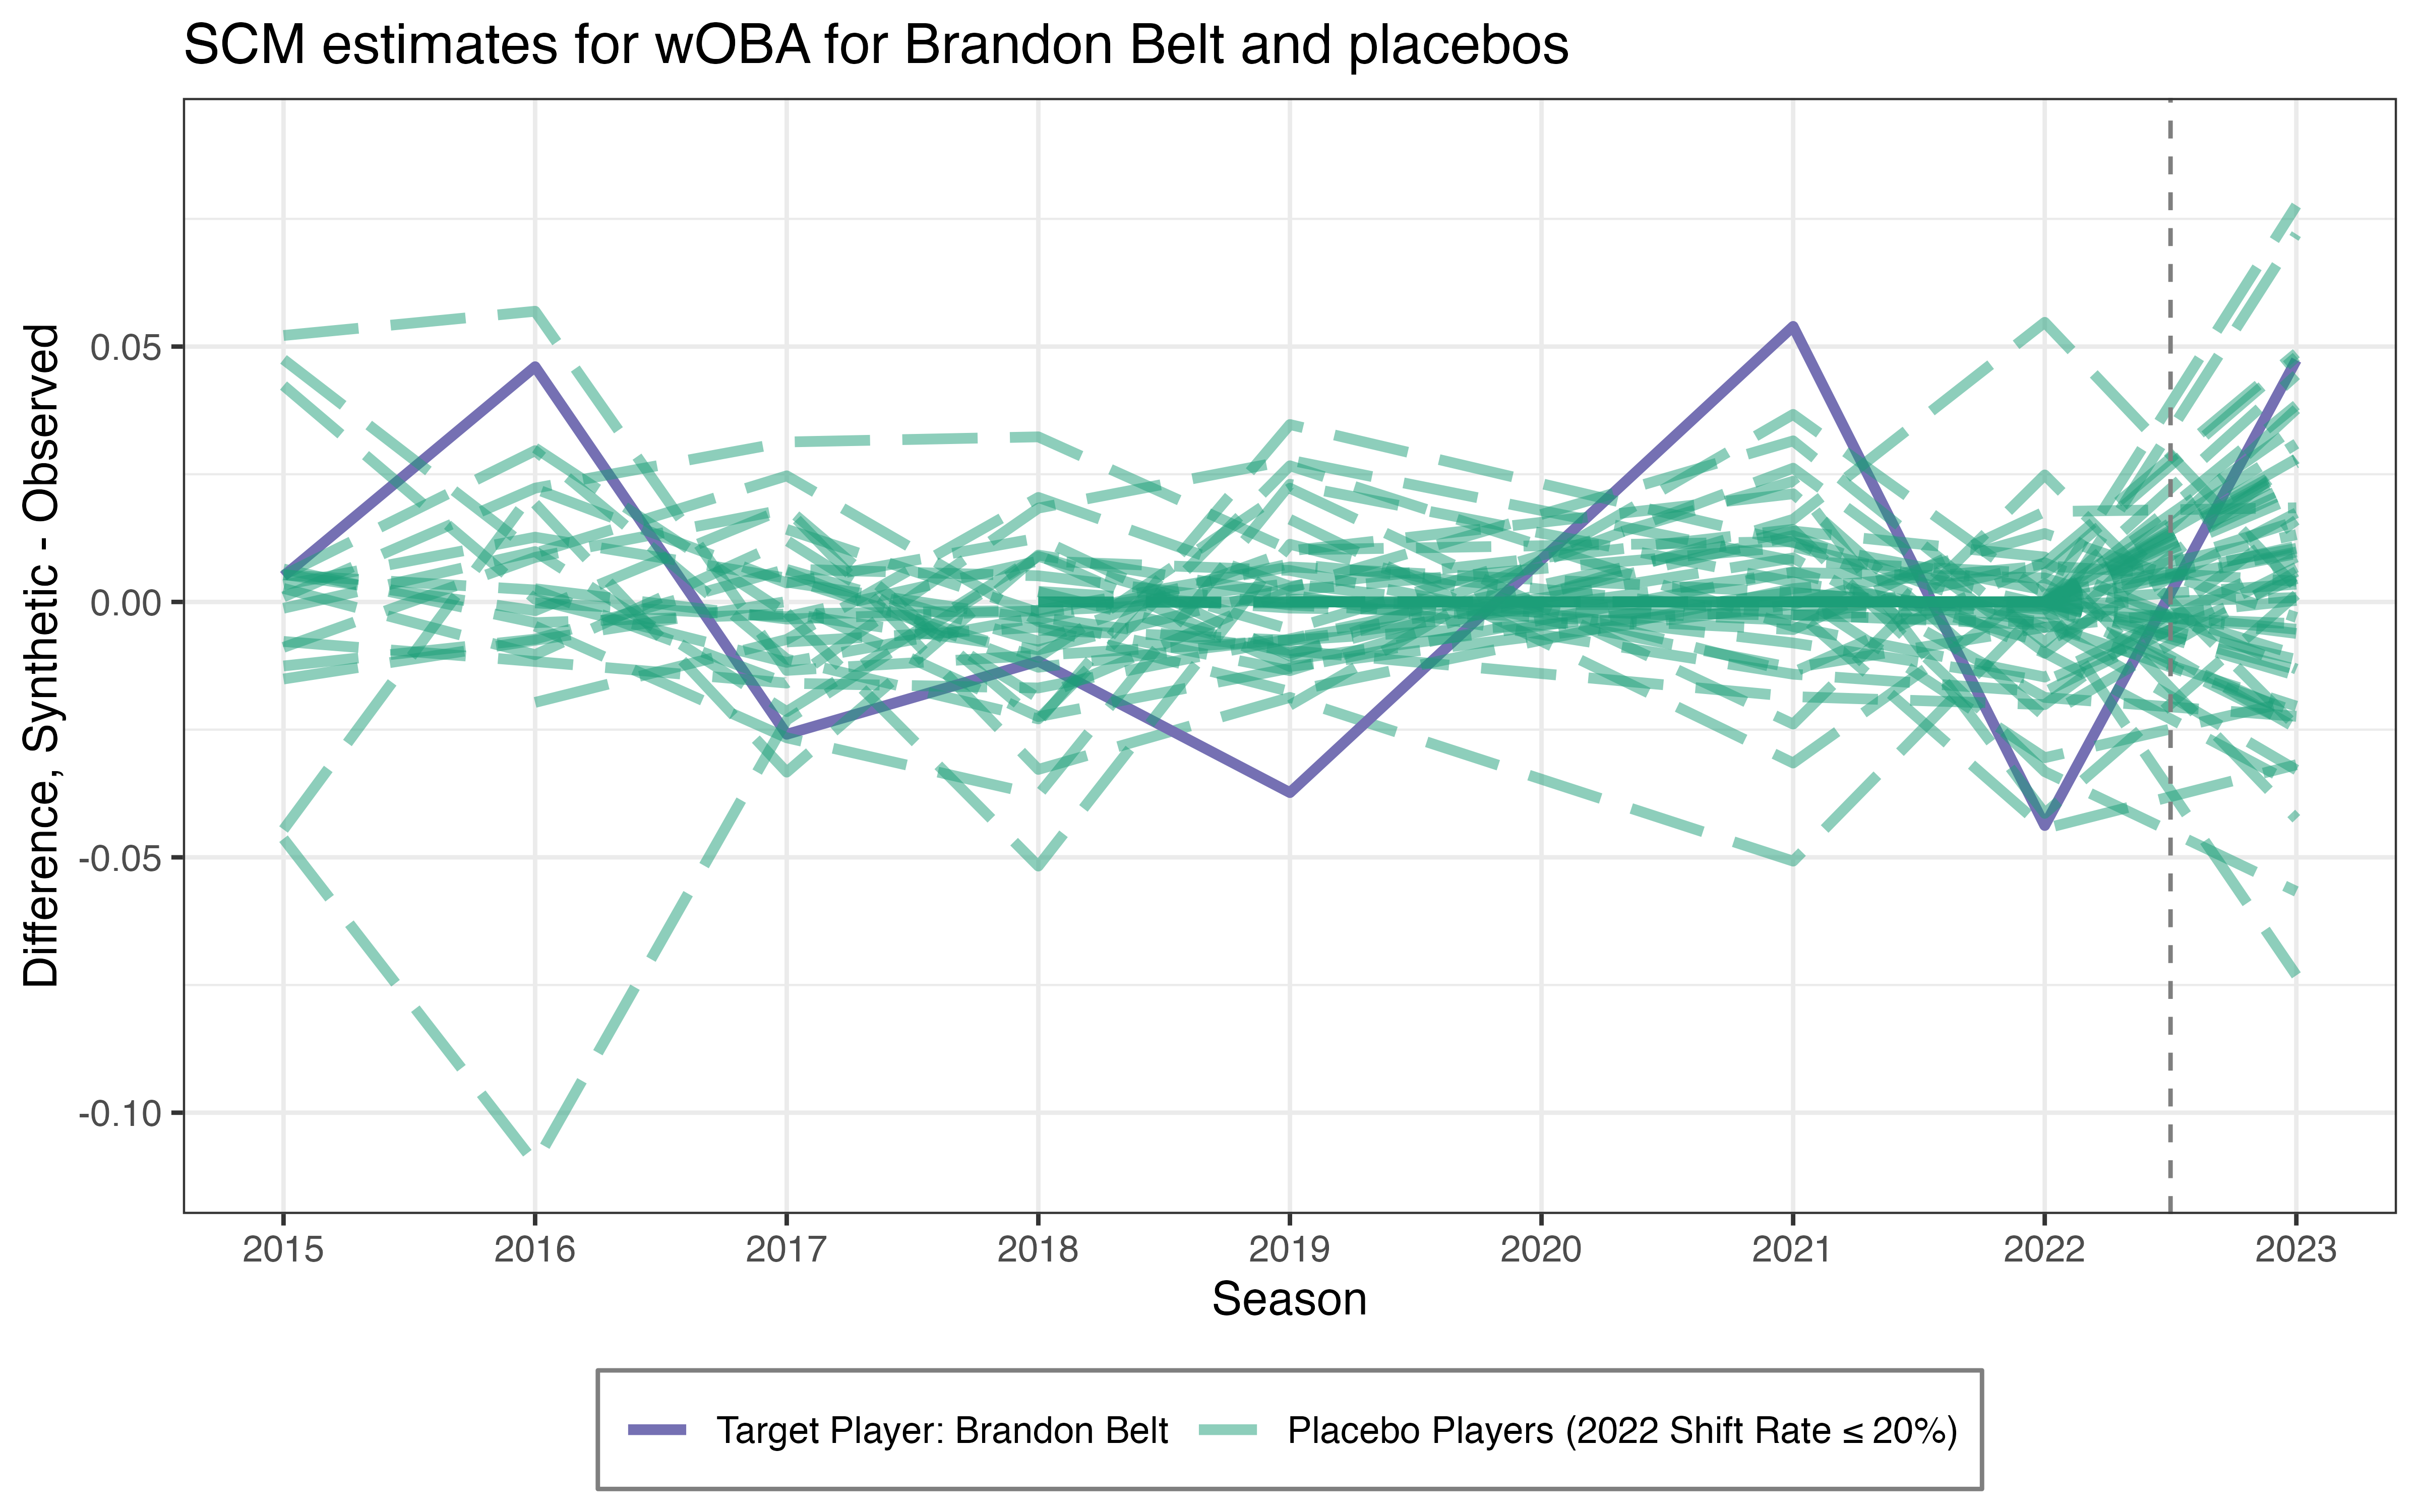 SCM estimates for wOBA for Brandon Belt and placebos
Difference, Synthetic - Observed
0.05
0.00
-0.05
-0.10
2015 2016 2017 2018 2019 2020 2021 2022 2023
Season
Target Player: Brandon Belt Placebo Players (2022 Shift Rate ≤ 20%)